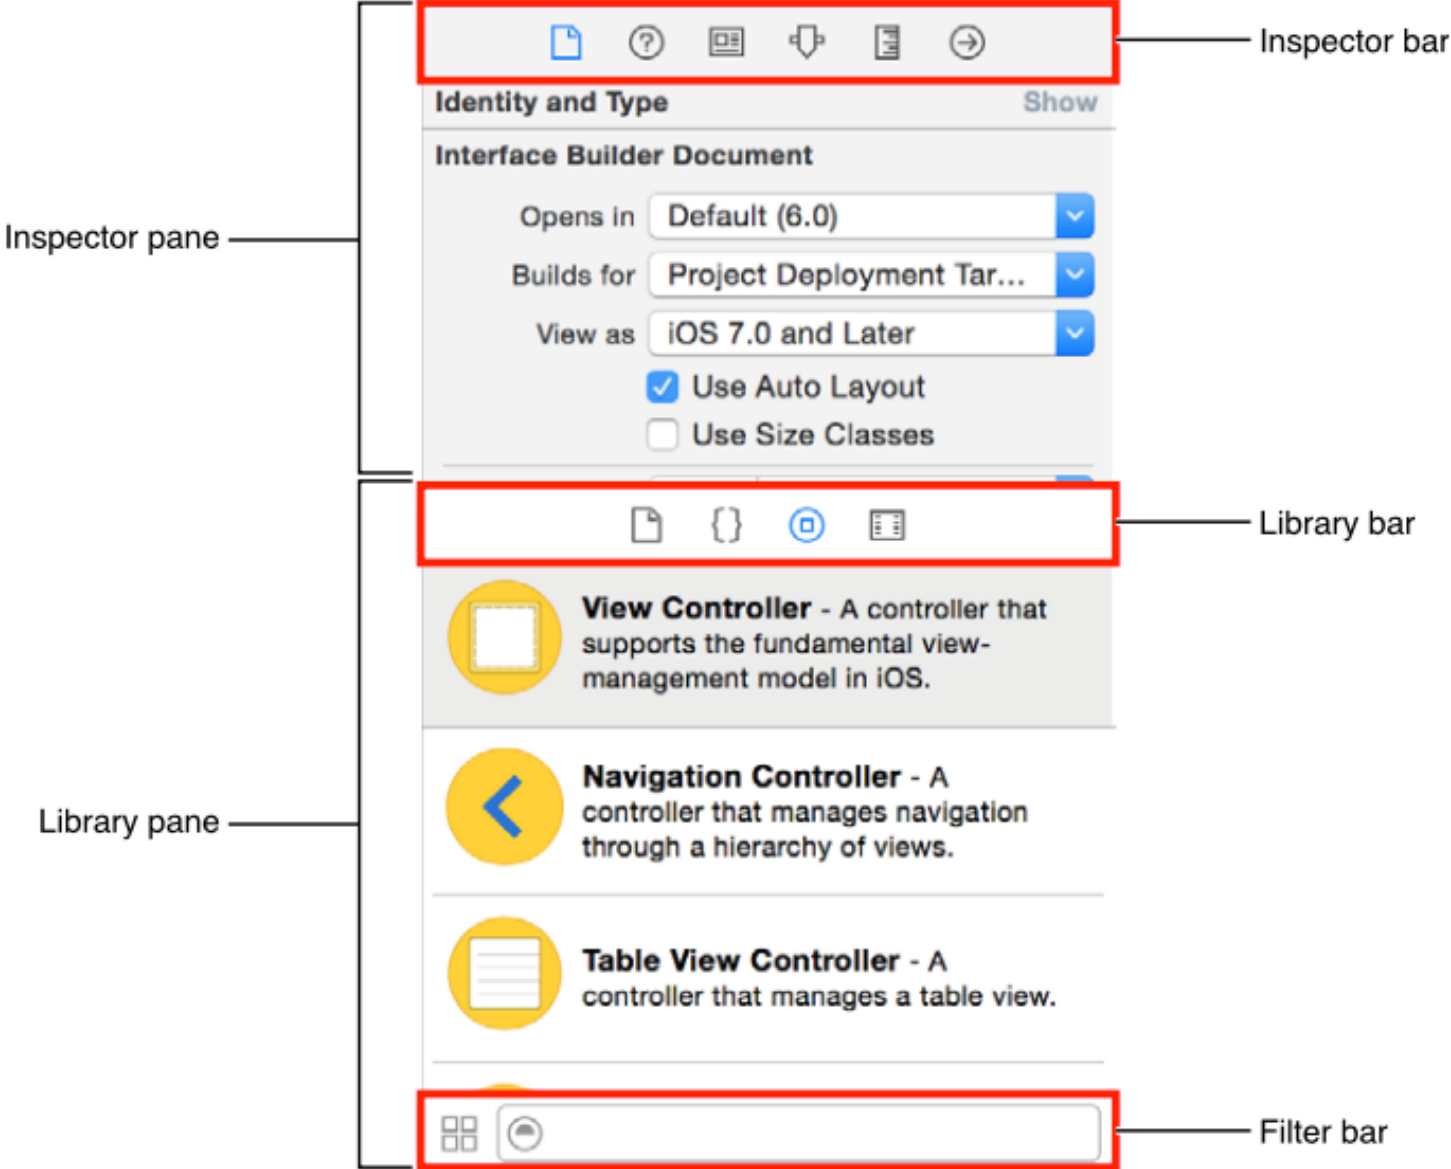 Inspector bar
Identity and Type
Show
Interface Builder Document
Opens in
Default (6.0)
Inspector pane
Builds for
Project Deployment Tar...
View as
iOS 7.0 and Later
Use Auto Layout
Use Size Classes
Library bar
View Controller - A controller that
supports the fundamental view-
management model in iOS.
Navigation Controller - A
controller that manages navigation
through a hierarchy of views.
Library pane
Table View Controller - A
controller that manages a table view.
Filter bar